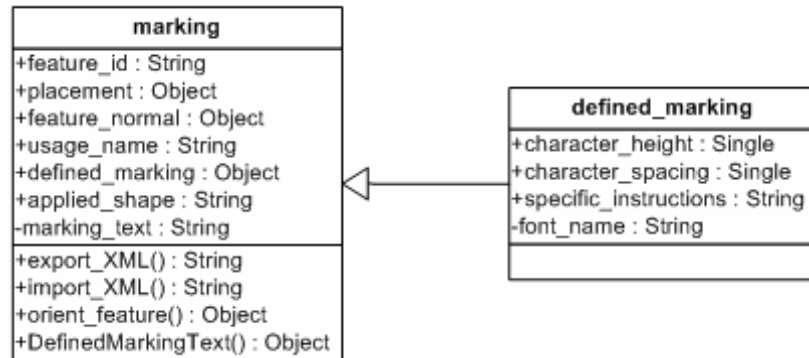 marking
+feature_id : String
+placement : Object
+feature_normal : Object
+usage_name : String
+defined_marking : Object
+applied_shape : String
-marking_text : String
+export_XML() : String
+import_XML() : String
+orient_feature() : Object
+DefinedMarkingText() : Object
defined_marking
+character_height : Single
+character_spacing : Single
+specific_instructions : String
-font_name : String